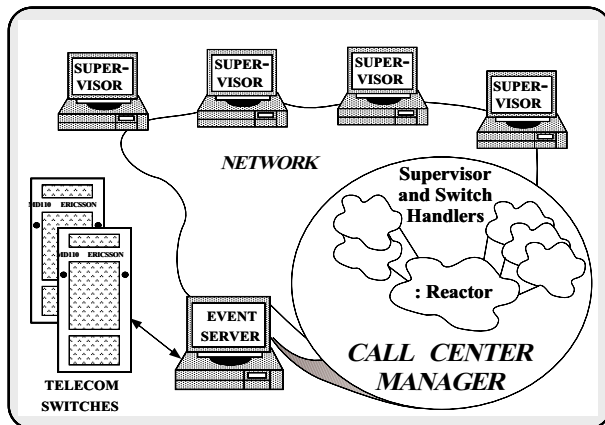 SUPER-
VISOR
SUPER-
VISOR
SUPER-
VISOR
SUPER-
VISOR
NETWORK
Supervisor
and Switch
Handlers
: Reactor
MD110 ERICSSON
MD110 ERICSSON
EVENT
SERVER
CALL CENTER
MANAGER
TELECOM
SWITCHES